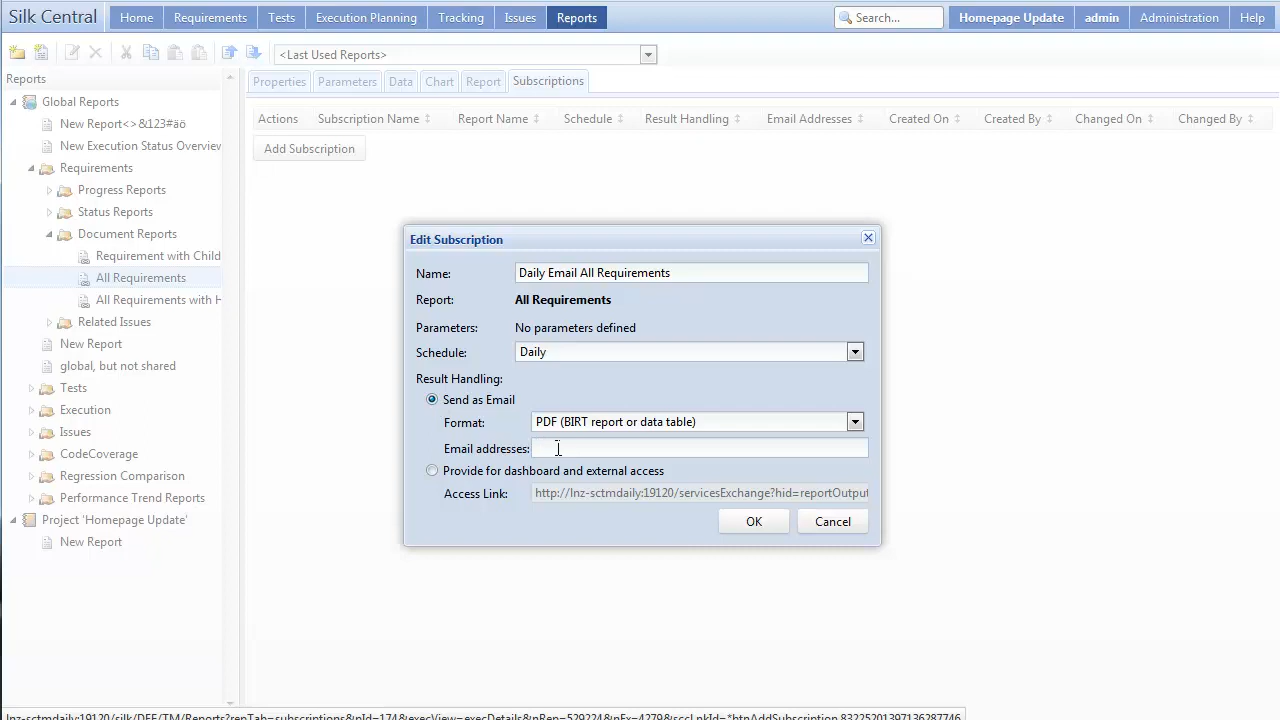 Silk Central Home Requirements Tests Execution Planning Tracking Issues Reports Search... Homepage Update admin Administration Help
<Last Used Reports>
Reports
Properties Parameters Data Chart Report Subscriptions
Actions Subscription Name Report Name Schedule Result Handling Email Addresses Created On Created By Changed On Changed By
Add Subscription
Global Reports
New Report<>&123#äö
New Execution Status Overview
Requirements
Progress Reports
Status Reports
Document Reports
Requirement with Child
All Requirements
All Requirements with H
Related Issues
New Report
global, but not shared
Tests
Execution
Issues
CodeCoverage
Regression Comparison
Performance Trend Reports
Project 'Homepage Update'
New Report
Edit Subscription
Name: Daily Email All Requirements
Report: All Requirements
Parameters: No parameters defined
Schedule: Daily
Result Handling:
Send as Email
Format: PDF (BIRT report or data table)
Email addresses:
Provide for dashboard and external access
Access Link: http://lnz-sctmdaily:19120/servicesExchange?hid=reportOutput
OK Cancel